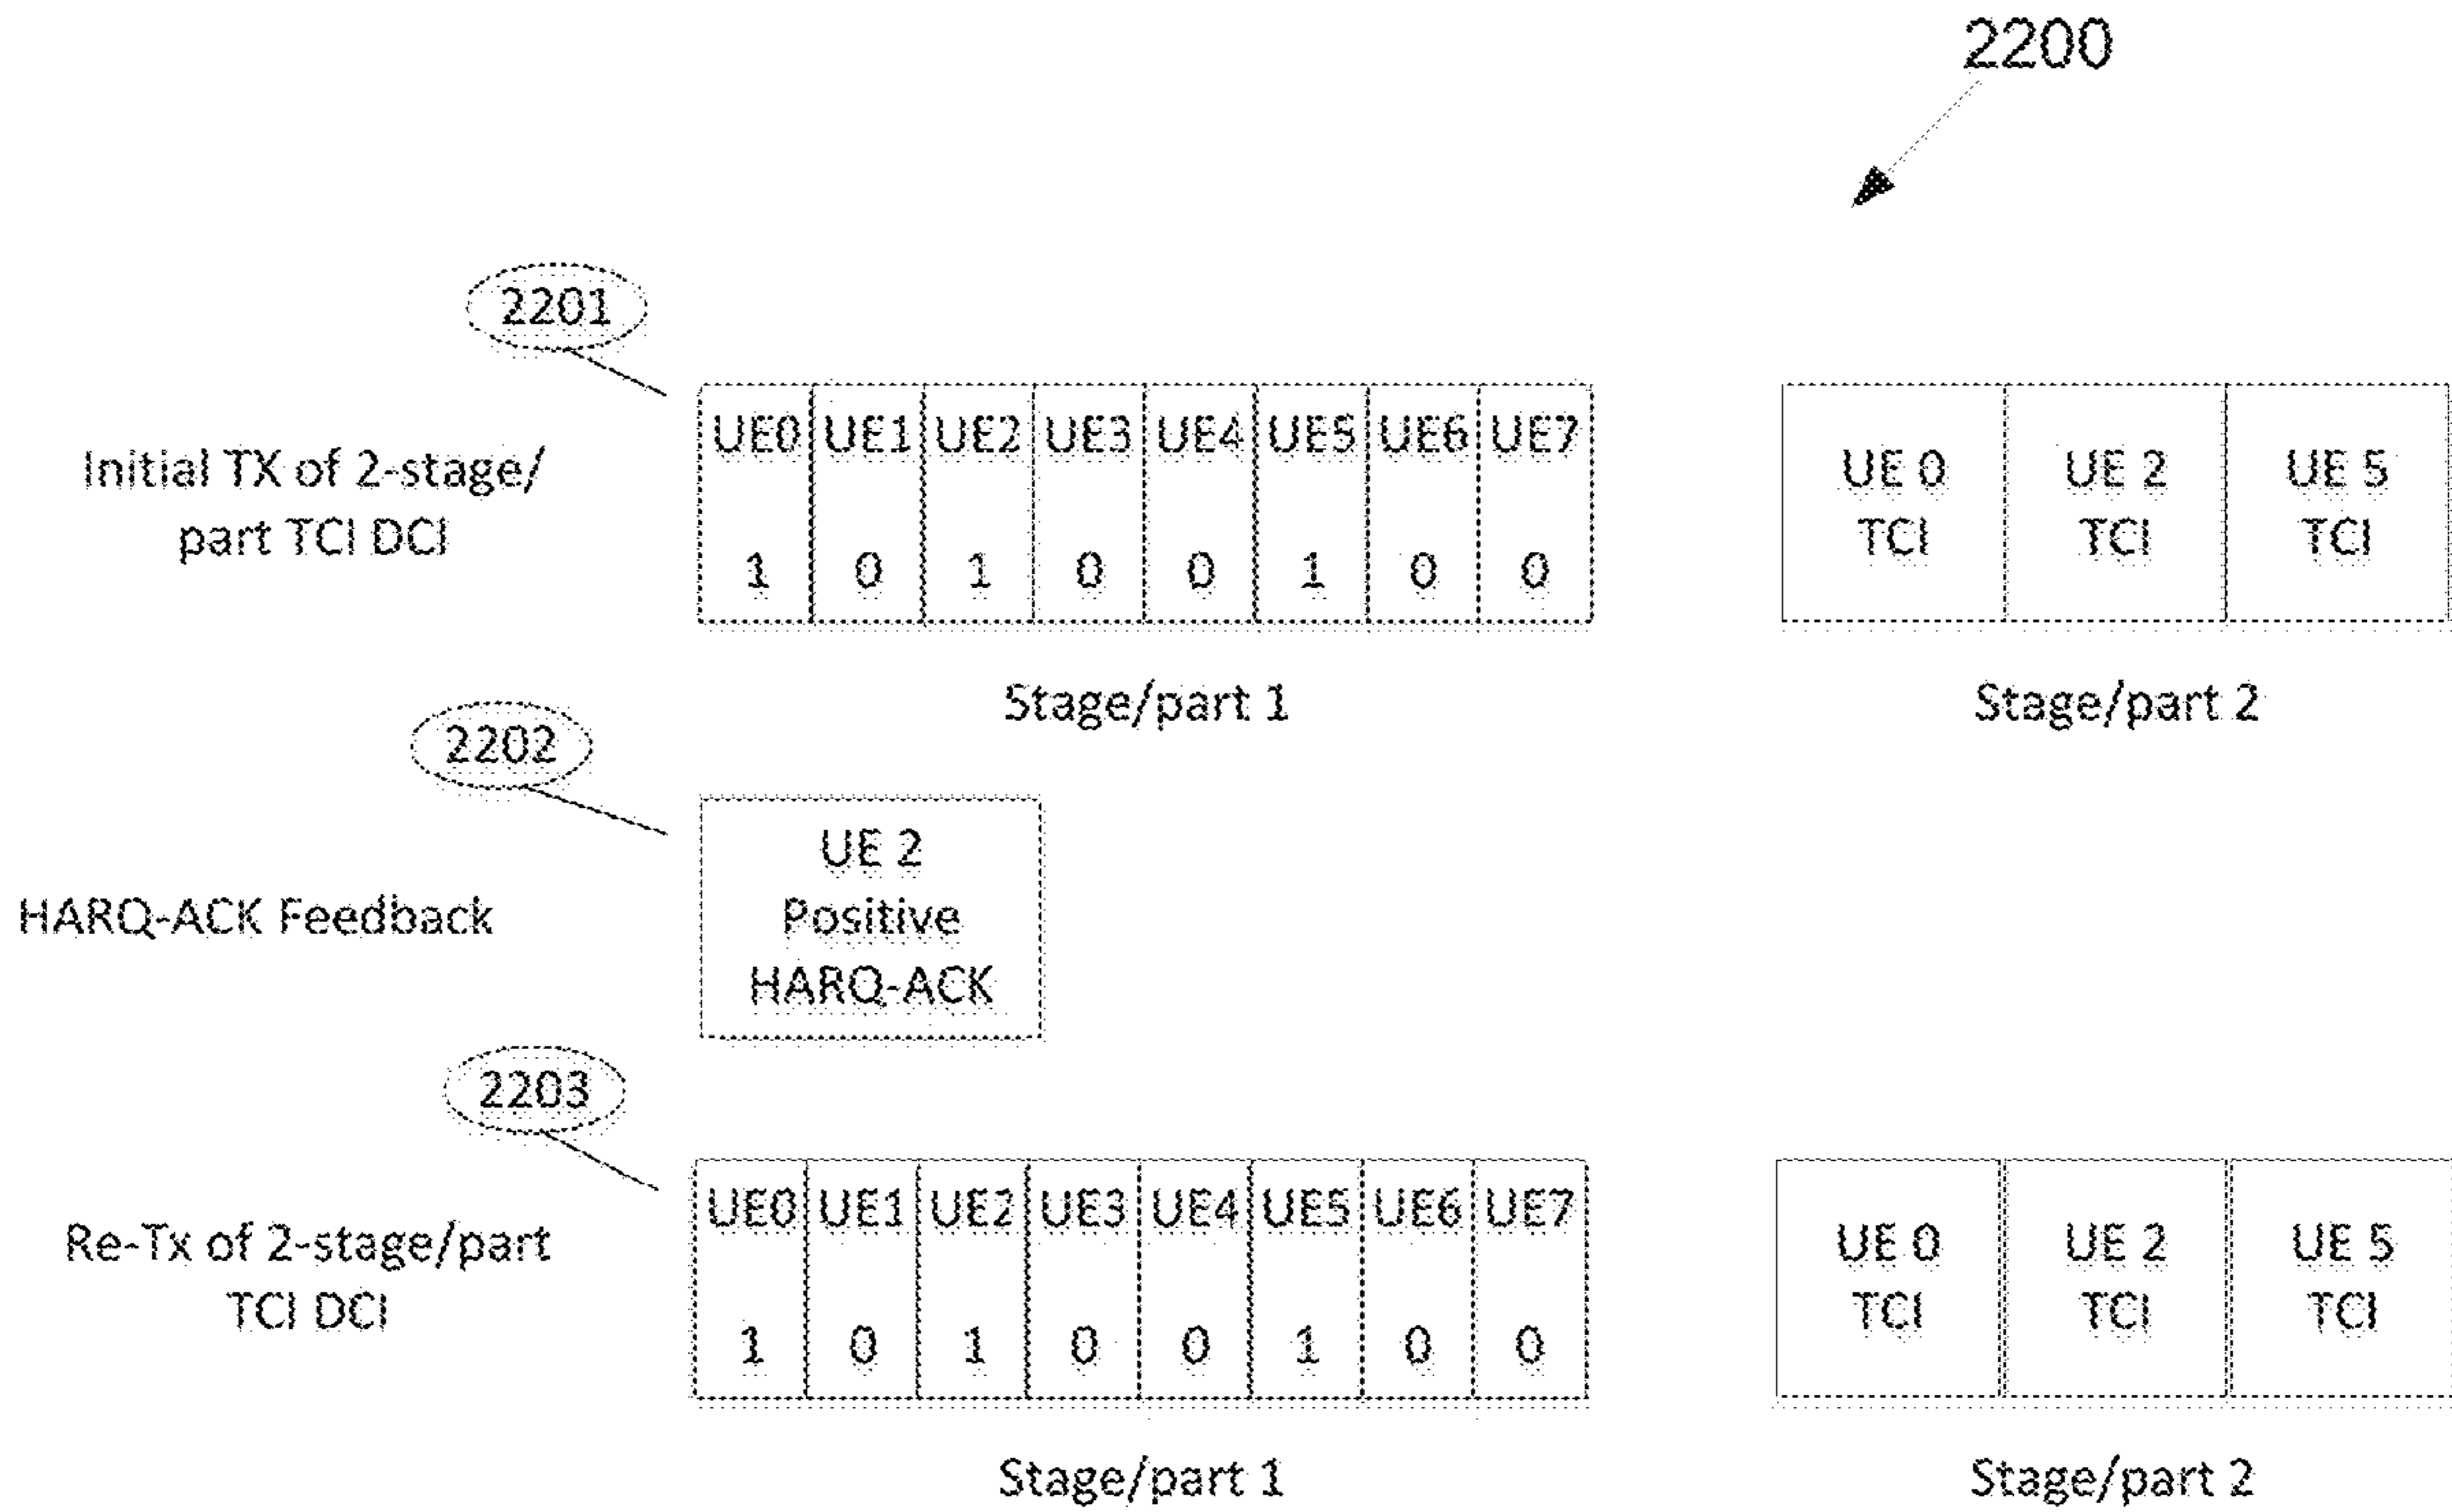 2200
2201
Initial TX of 2-stage/
part TCI DCI
UE0 UE1 UE2 UE3 UE4 UE5 UE6 UE7
1 0 1 0 0 1 0 0
UE 0 UE 2 UE 5
TCI TCI TCI
Stage/part 1
Stage/part 2
2202
HARQ-ACK Feedback
UE 2
Positive
HARQ-ACK
2203
Re-Tx of 2-stage/part
TCI DCI
UE0 UE1 UE2 UE3 UE4 UE5 UE6 UE7
1 0 1 0 0 1 0 0
UE 0 UE 2 UE 5
TCI TCI TCI
Stage/part 1
Stage/part 2